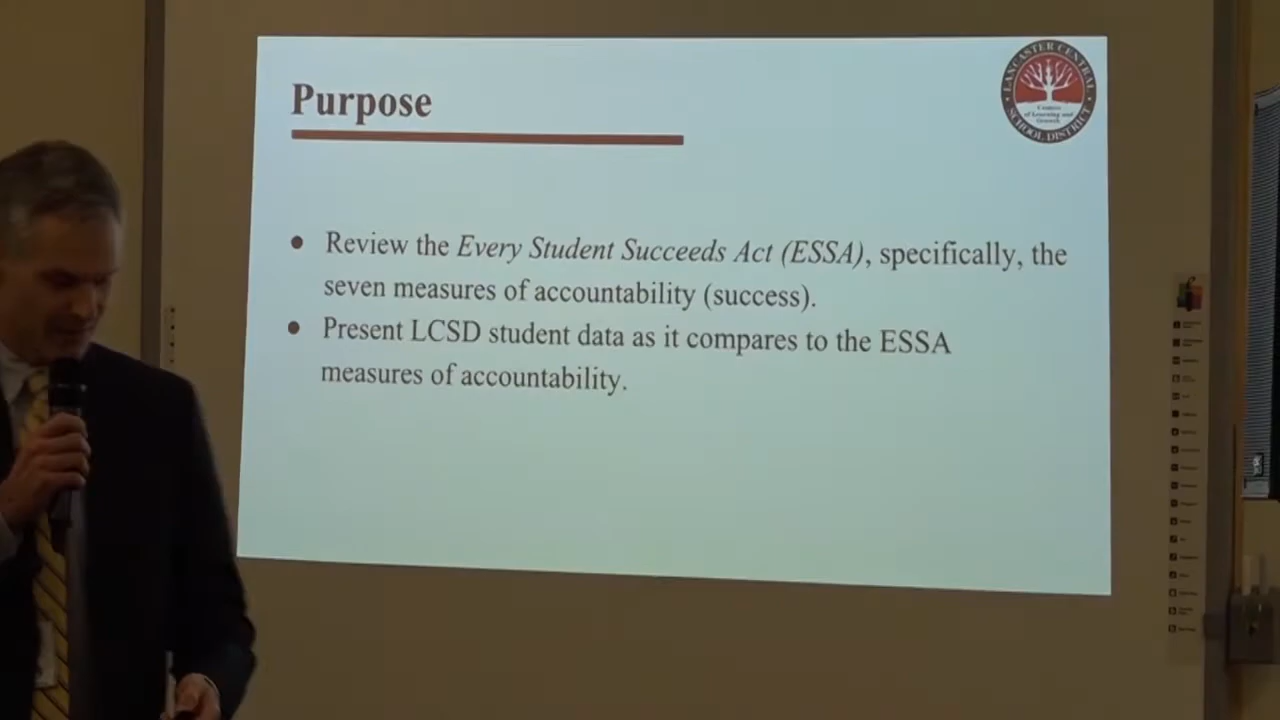 Purpose
LANCASTER CENTRAL
SCHOOL DISTRICT
Review the Every Student Succeeds Act (ESSA), specifically, the
seven measures of accountability (success).
Present LCSD student data as it compares to the ESSA
measures of accountability.